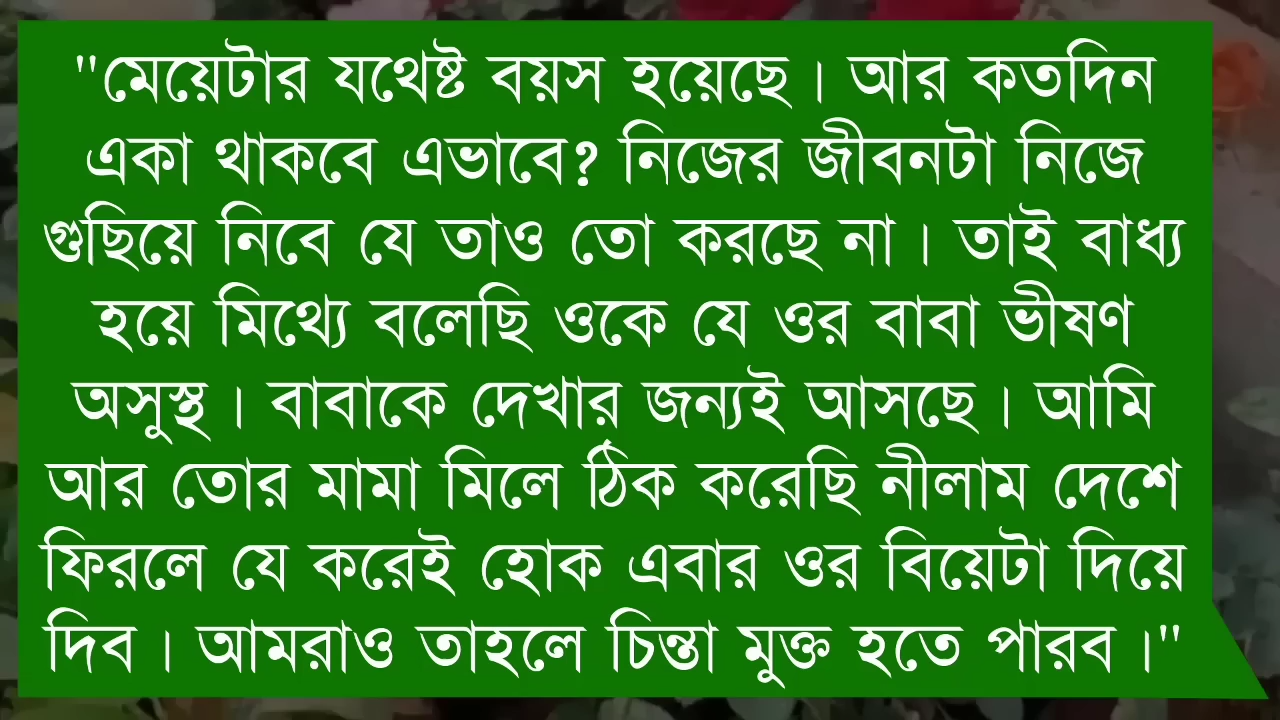 "মেয়েটার যথেষ্ট বয়স হয়েছে। আর কতদিন
একা থাকবে এভাবে? নিজের জীবনটা নিজে
গুছিয়ে নিবে যে তাও তো করছে না। তাই বাধ্য
হয়ে মিথ্যে বলেছি ওকে যে ওর বাবা ভীষণ
অসুস্থ। বাবাকে দেখার জন্যই আসছে। আমি
আর তোর মামা মিলে ঠিক করেছি নীলাম দেশে
ফিরলে যে করেই হোক এবার ওর বিয়েটা দিয়ে
দিব। আমরাও তাহলে চিন্তা মুক্ত হতে পারব।"